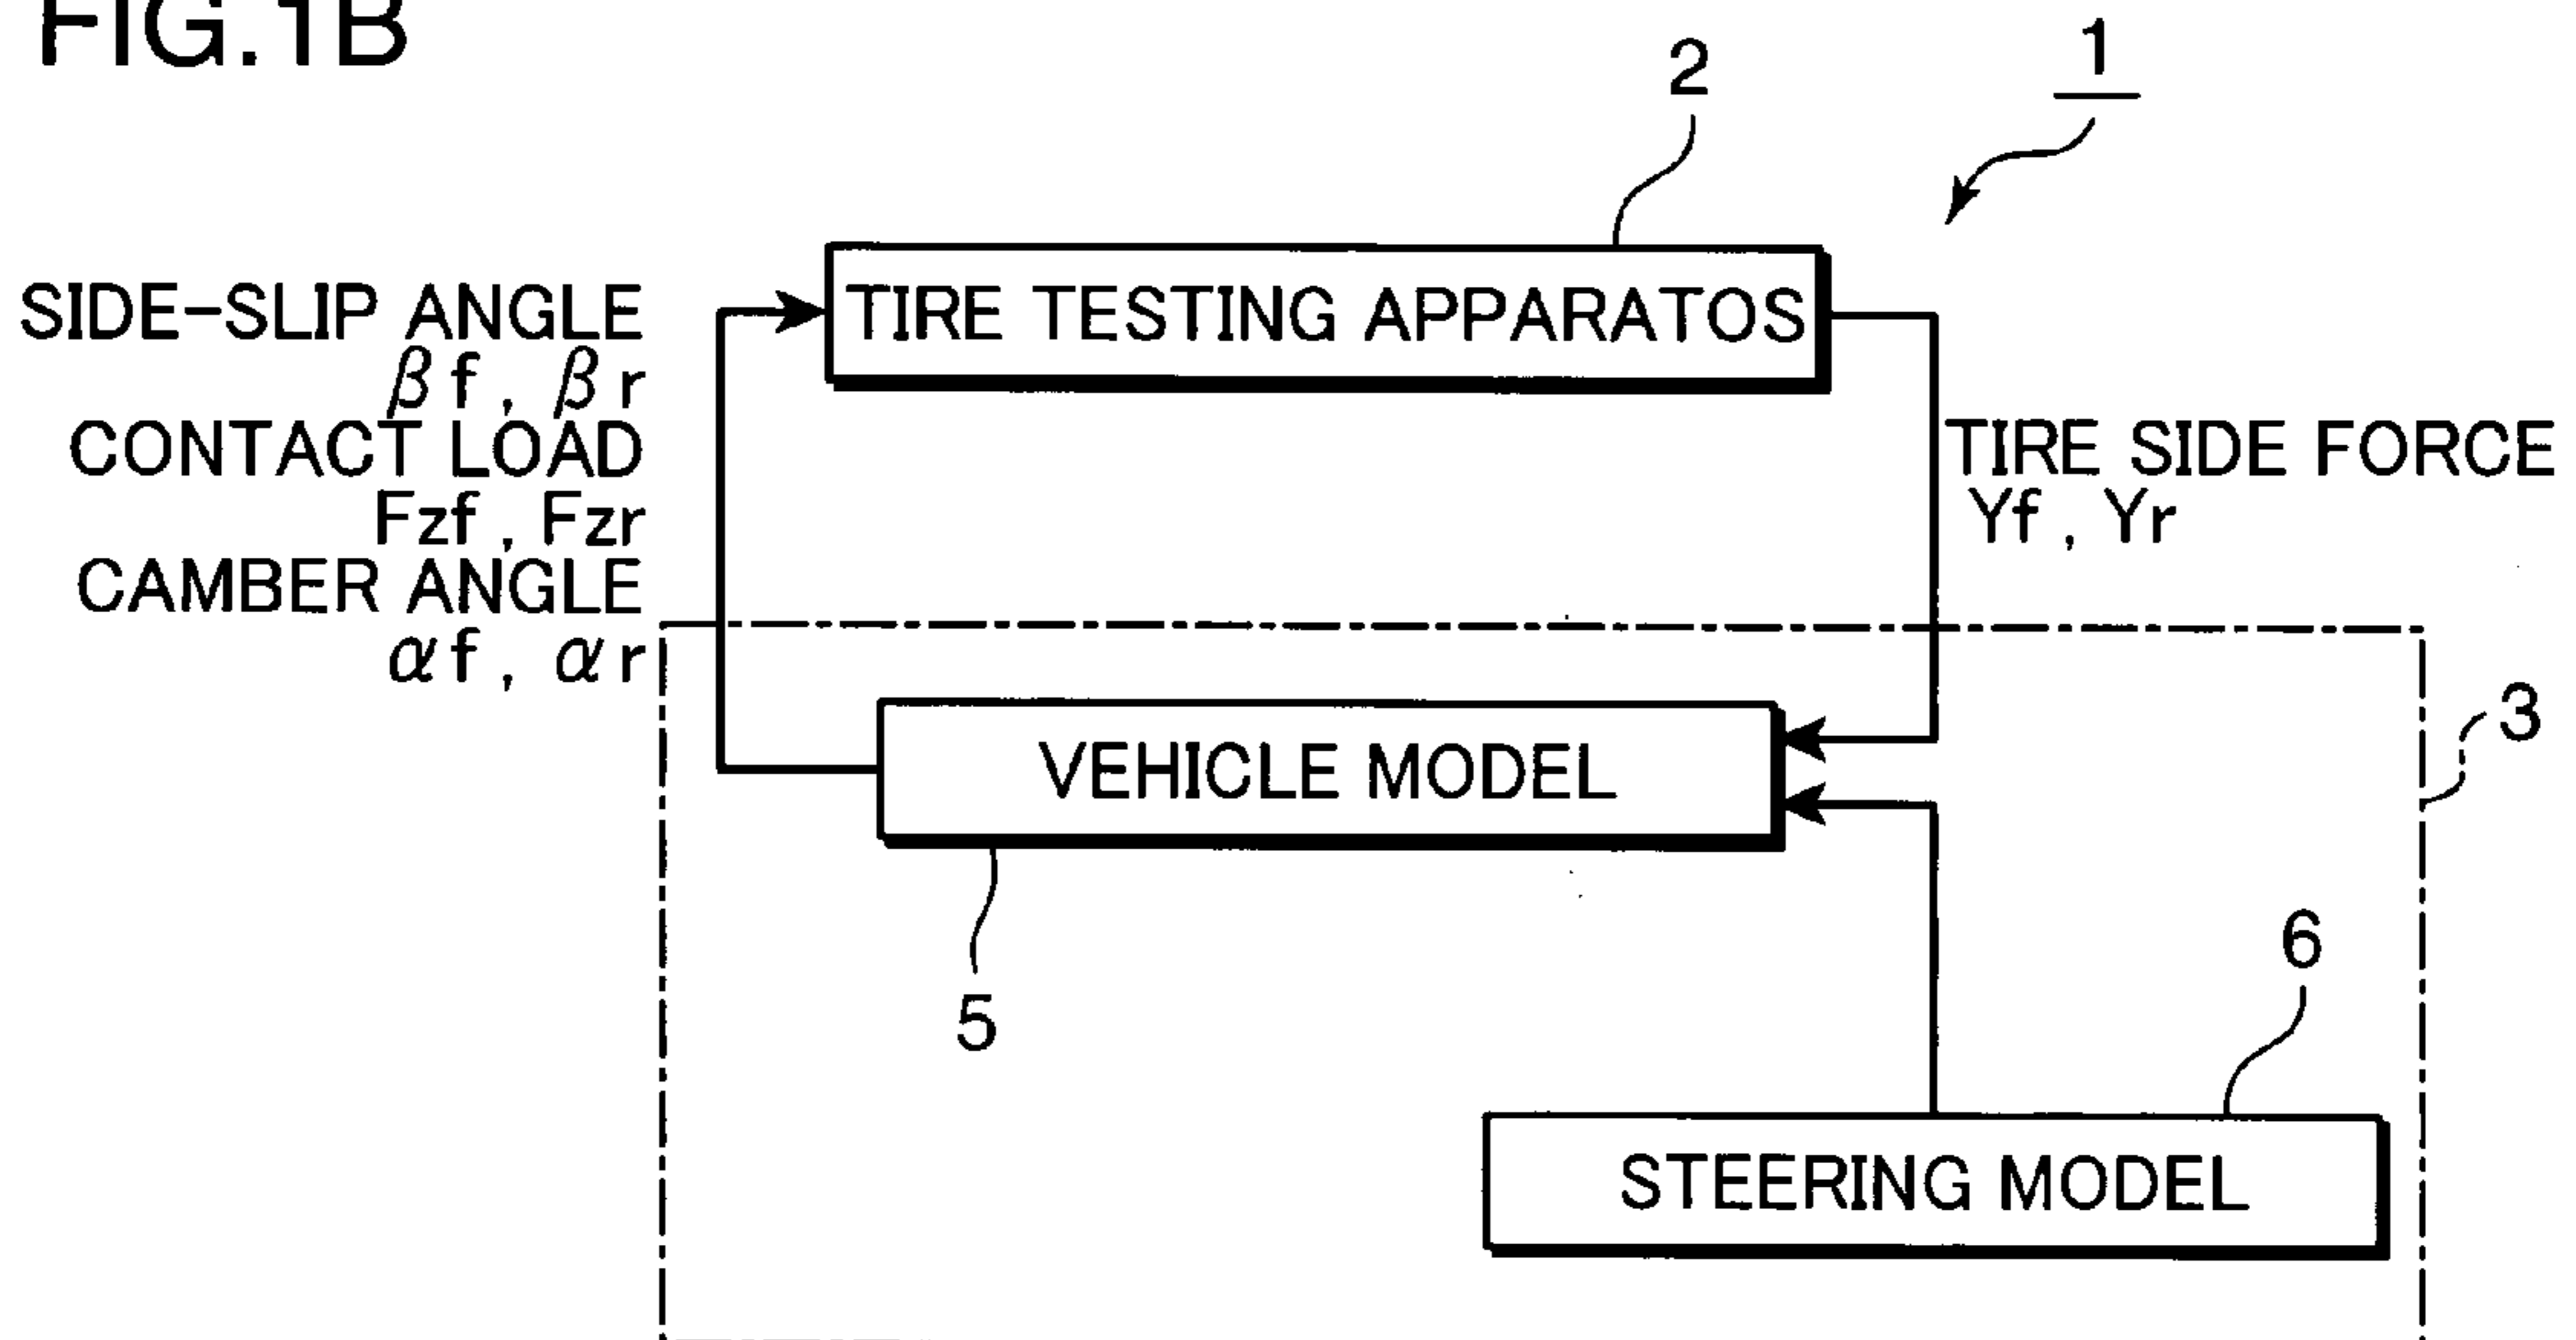 FIG.1B
1
2
TIRE TESTING APPARATOS
SIDE-SLIP ANGLE
βf, βr
CONTACT LOAD
Fzf, Fzr
CAMBER ANGLE
αf, αr
TIRE SIDE FORCE
Yf, Yr
3
VEHICLE MODEL
5
6
STEERING MODEL